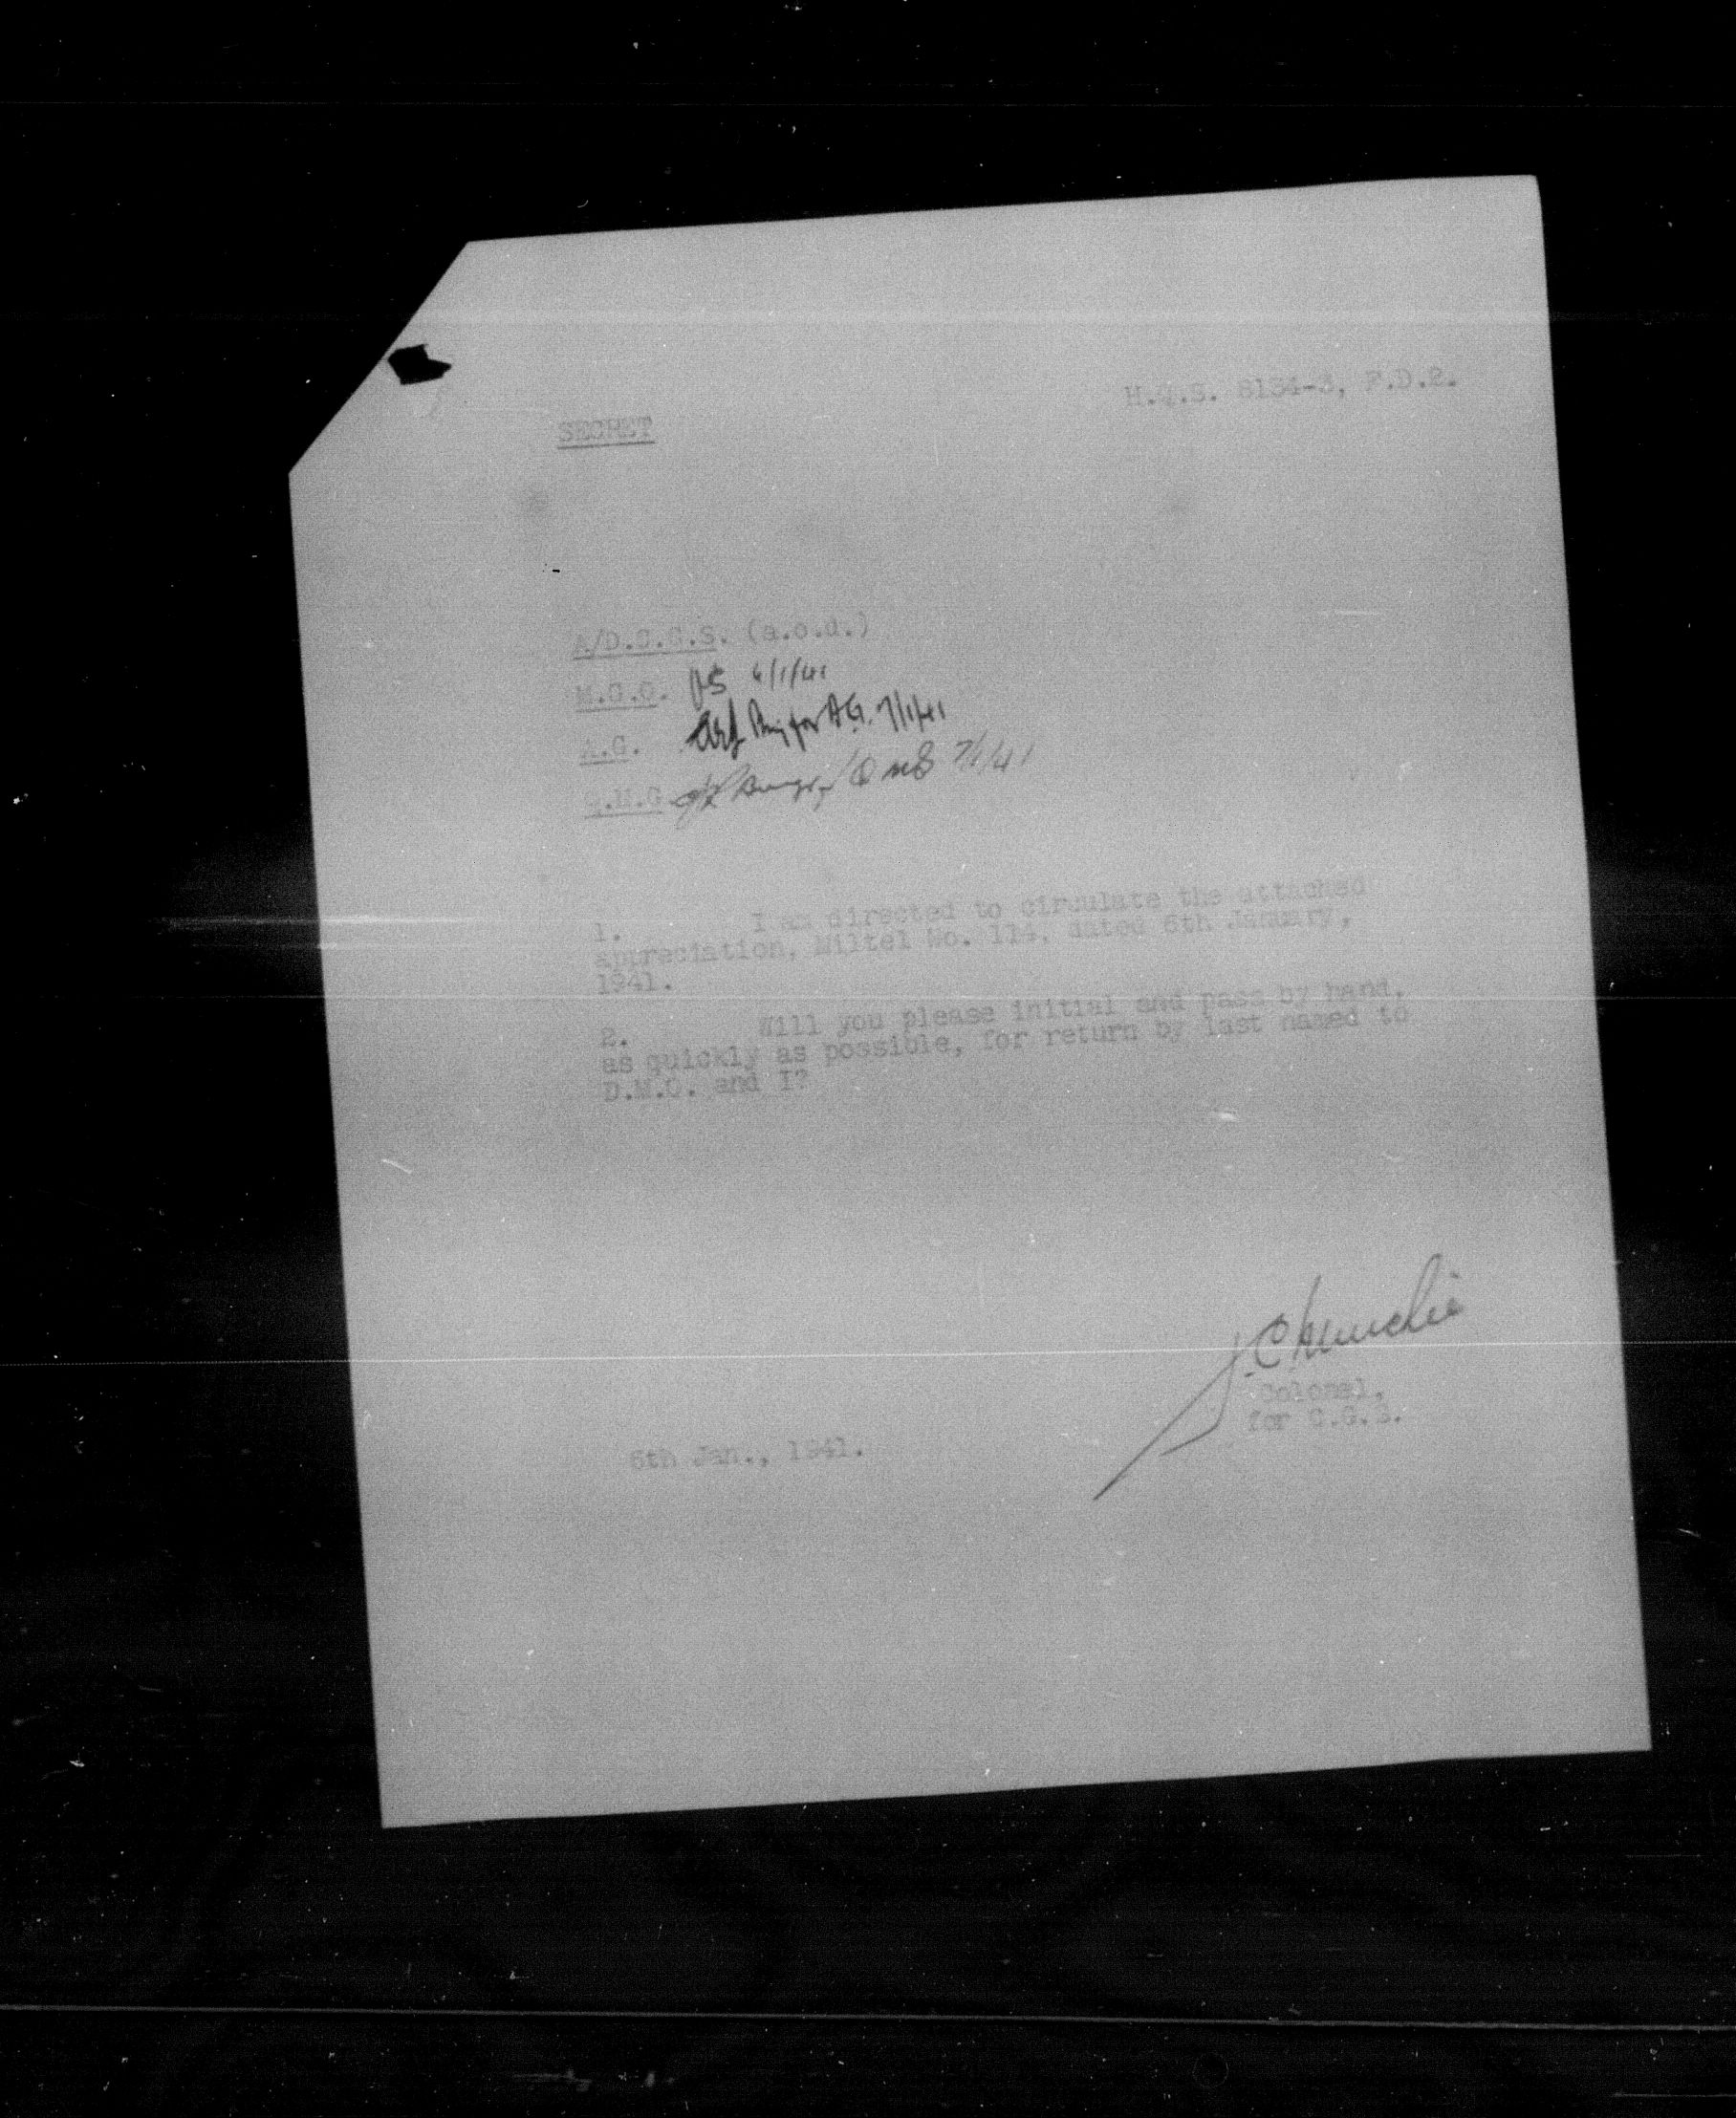 H.Q.S. 8134-3, F.D.2.
SECRET
A/D.C.G.S. (a.o.d.)
M.G.O. 6/1/41
A.G. for A.G. 7/1/41
Q.M.G. 7/1/41
1. I am directed to circulate the attached
appreciation, Miltel No. 114, dated 6th January,
1941.
2. Will you please initial and pass by hand,
as quickly as possible, for return by last named to
D.M.O. and I?
J.C. Murchie
Colonel,
for C.G.S.
6th Jan., 1941.